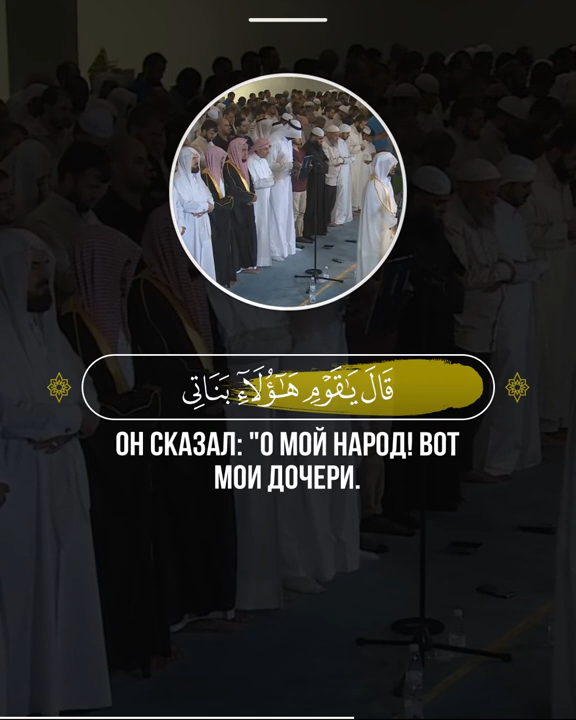 قَالَ يَـٰقَوۡمِ هَـٰٓؤُلَآءِ بَنَاتِی
ОН СКАЗАЛ: "О МОЙ НАРОД! ВОТ
МОИ ДОЧЕРИ.